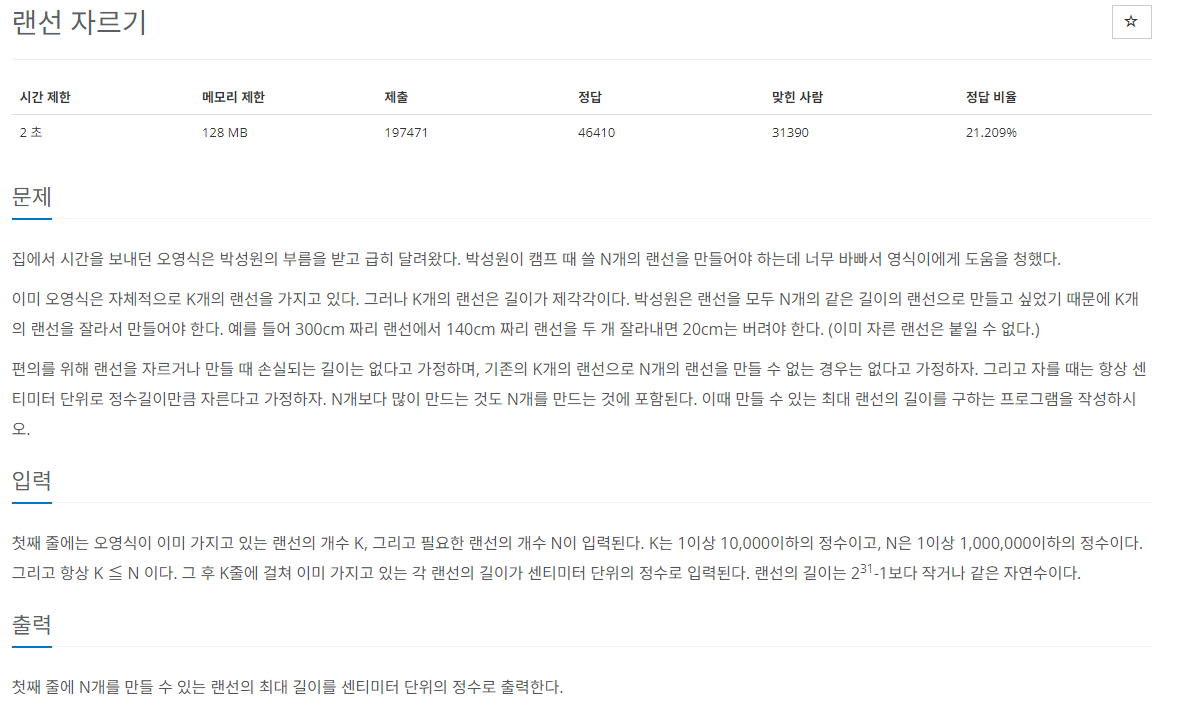 랜선 자르기
☆
시간 제한 메모리 제한 제출 정답 맞힌 사람 정답 비율
2 초 128 MB 197471 46410 31390 21.209%
문제
집에서 시간을 보내던 오영식은 박성원의 부름을 받고 급히 달려왔다. 박성원이 캠프 때 쓸 N개의 랜선을 만들어야 하는데 너무 바빠서 영식이에게 도움을 청했다.
이미 오영식은 자체적으로 K개의 랜선을 가지고 있다. 그러나 K개의 랜선은 길이가 제각각이다. 박성원은 랜선을 모두 N개의 같은 길이의 랜선으로 만들고 싶었기 때문에 K개
의 랜선을 잘라서 만들어야 한다. 예를 들어 300cm 짜리 랜선에서 140cm 짜리 랜선을 두 개 잘라내면 20cm는 버려야 한다. (이미 자른 랜선은 붙일 수 없다.)
편의를 위해 랜선을 자르거나 만들 때 손실되는 길이는 없다고 가정하며, 기존의 K개의 랜선으로 N개의 랜선을 만들 수 없는 경우는 없다고 가정하자. 그리고 자를 때는 항상 센
티미터 단위로 정수길이만큼 자른다고 가정하자. N개보다 많이 만드는 것도 N개를 만드는 것에 포함된다. 이때 만들 수 있는 최대 랜선의 길이를 구하는 프로그램을 작성하시
오.
입력
첫째 줄에는 오영식이 이미 가지고 있는 랜선의 개수 K, 그리고 필요한 랜선의 개수 N이 입력된다. K는 1이상 10,000이하의 정수이고, N은 1이상 1,000,000이하의 정수이다.
그리고 항상 K ≦ N 이다. 그 후 K줄에 걸쳐 이미 가지고 있는 각 랜선의 길이가 센티미터 단위의 정수로 입력된다. 랜선의 길이는 2³¹-1보다 작거나 같은 자연수이다.
출력
첫째 줄에 N개를 만들 수 있는 랜선의 최대 길이를 센티미터 단위의 정수로 출력한다.